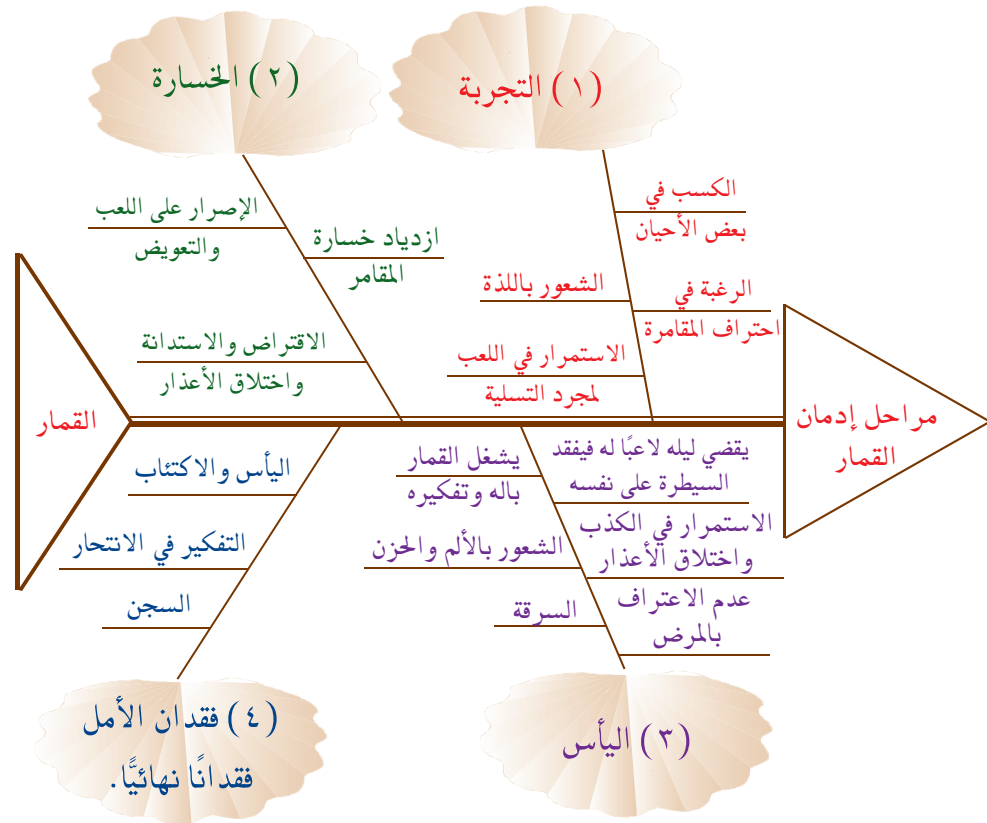 مراحل إدمان
القمار
(١) التجربة
الكسب في
بعض الأحيان
الرغبة في
احتراف المقامرة
الشعور باللذة
الاستمرار في اللعب
لمجرد التسلية
(٢) الخسارة
ازدياد خسارة
المقامر
الإصرار على اللعب
والتعويض
الاقتراض والاستدانة
واختلاق الأعذار
(٣) اليأس
يقضي ليله لاعبًا له فيفقد
السيطرة على نفسه
الاستمرار في الكذب
واختلاق الأعذار
عدم الاعتراف
بالمرض
يشغل القمار
باله وتفكيره
الشعور بالألم والحزن
السرقة
(٤) فقدان الأمل
فقدانًا نهائيًّا.
اليأس والاكتئاب
التفكير في الانتحار
السجن
القمار